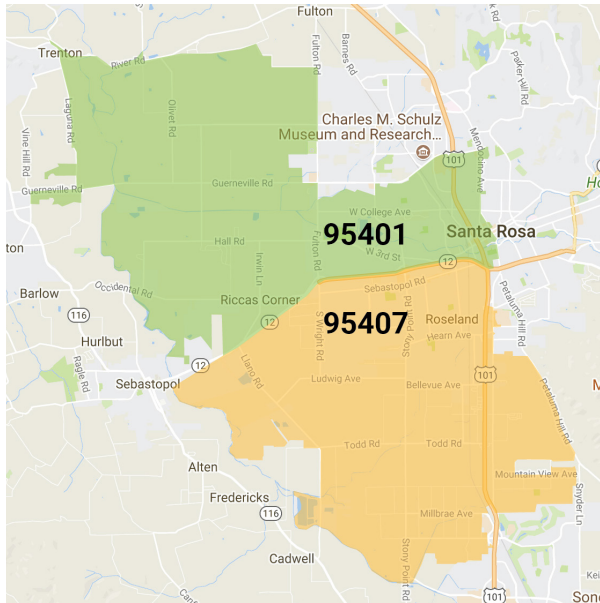 Fulton
Trenton
River Rd
Fulton Rd
Barnes Rd
Parker Hill Rd
Laguna Rd
Olivet Rd
Vine Hill Rd
Charles M. Schulz
Museum and Research...
101
Mendocino Ave
Guerneville Rd
Guerneville Rd
W College Ave
95401
Santa Rosa
Hall Rd
Irwin Ln
Fulton Rd
W 3rd St
ton
12
Barlow
Occidental Rd
Riccas Corner
Sebastopol Rd
Petaluma Hill Rd
116
12
95407
S Wright Rd
Stony Point Rd
Roseland
Hearn Ave
Hurlbut
Ragle Rd
12
Sebastopol
Llano Rd
Ludwig Ave
Bellevue Ave
101
Petaluma Hill Rd
M
Todd Rd
Todd Rd
Alten
Mountain View Ave
Fredericks
Snyder Ln
116
Millbrae Ave
Cadwell
Stony Point Rd
Kei
101
Sono